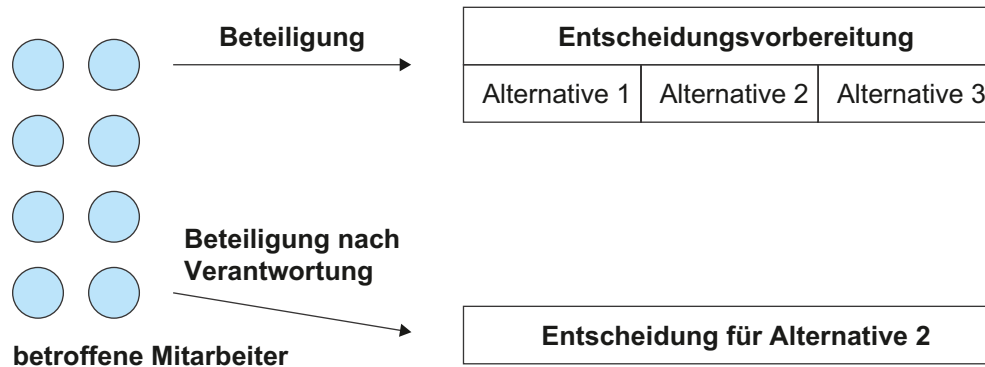 Beteiligung
Entscheidungsvorbereitung
Alternative 1
Alternative 2
Alternative 3
Beteiligung nach
Verantwortung
Entscheidung für Alternative 2
betroffene Mitarbeiter